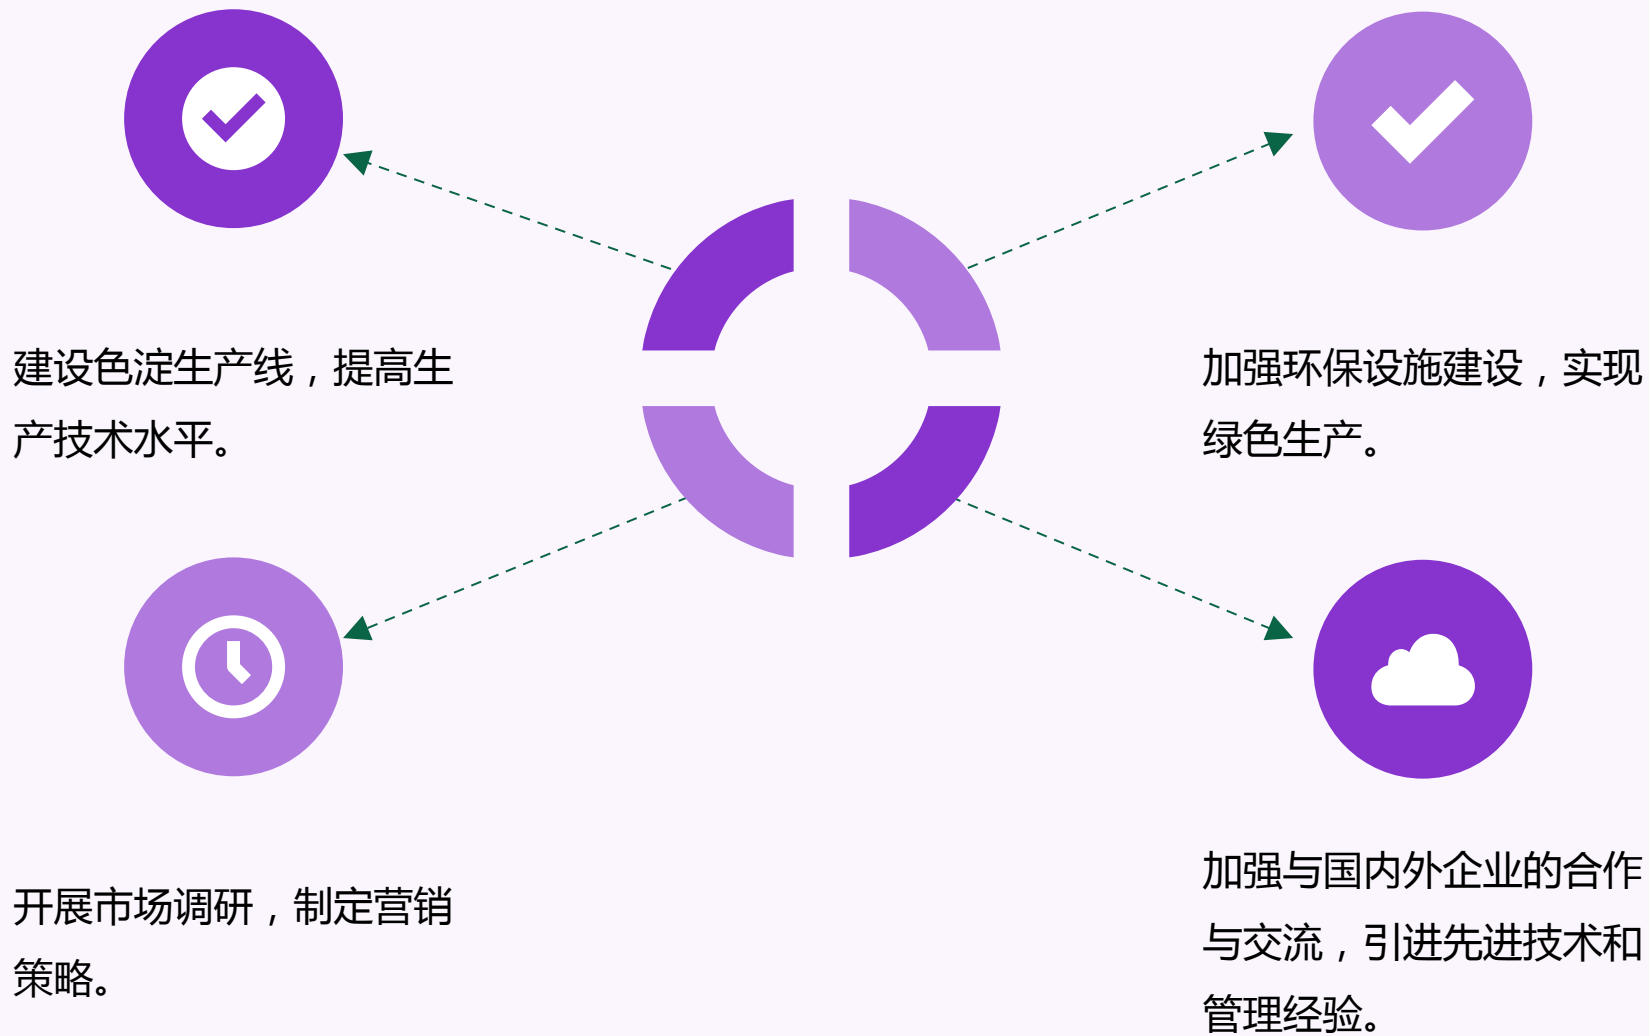 建设色淀生产线，提高生
产技术水平。
加强环保设施建设，实现
绿色生产。
开展市场调研，制定营销
策略。
加强与国内外企业的合作
与交流，引进先进技术和
管理经验。